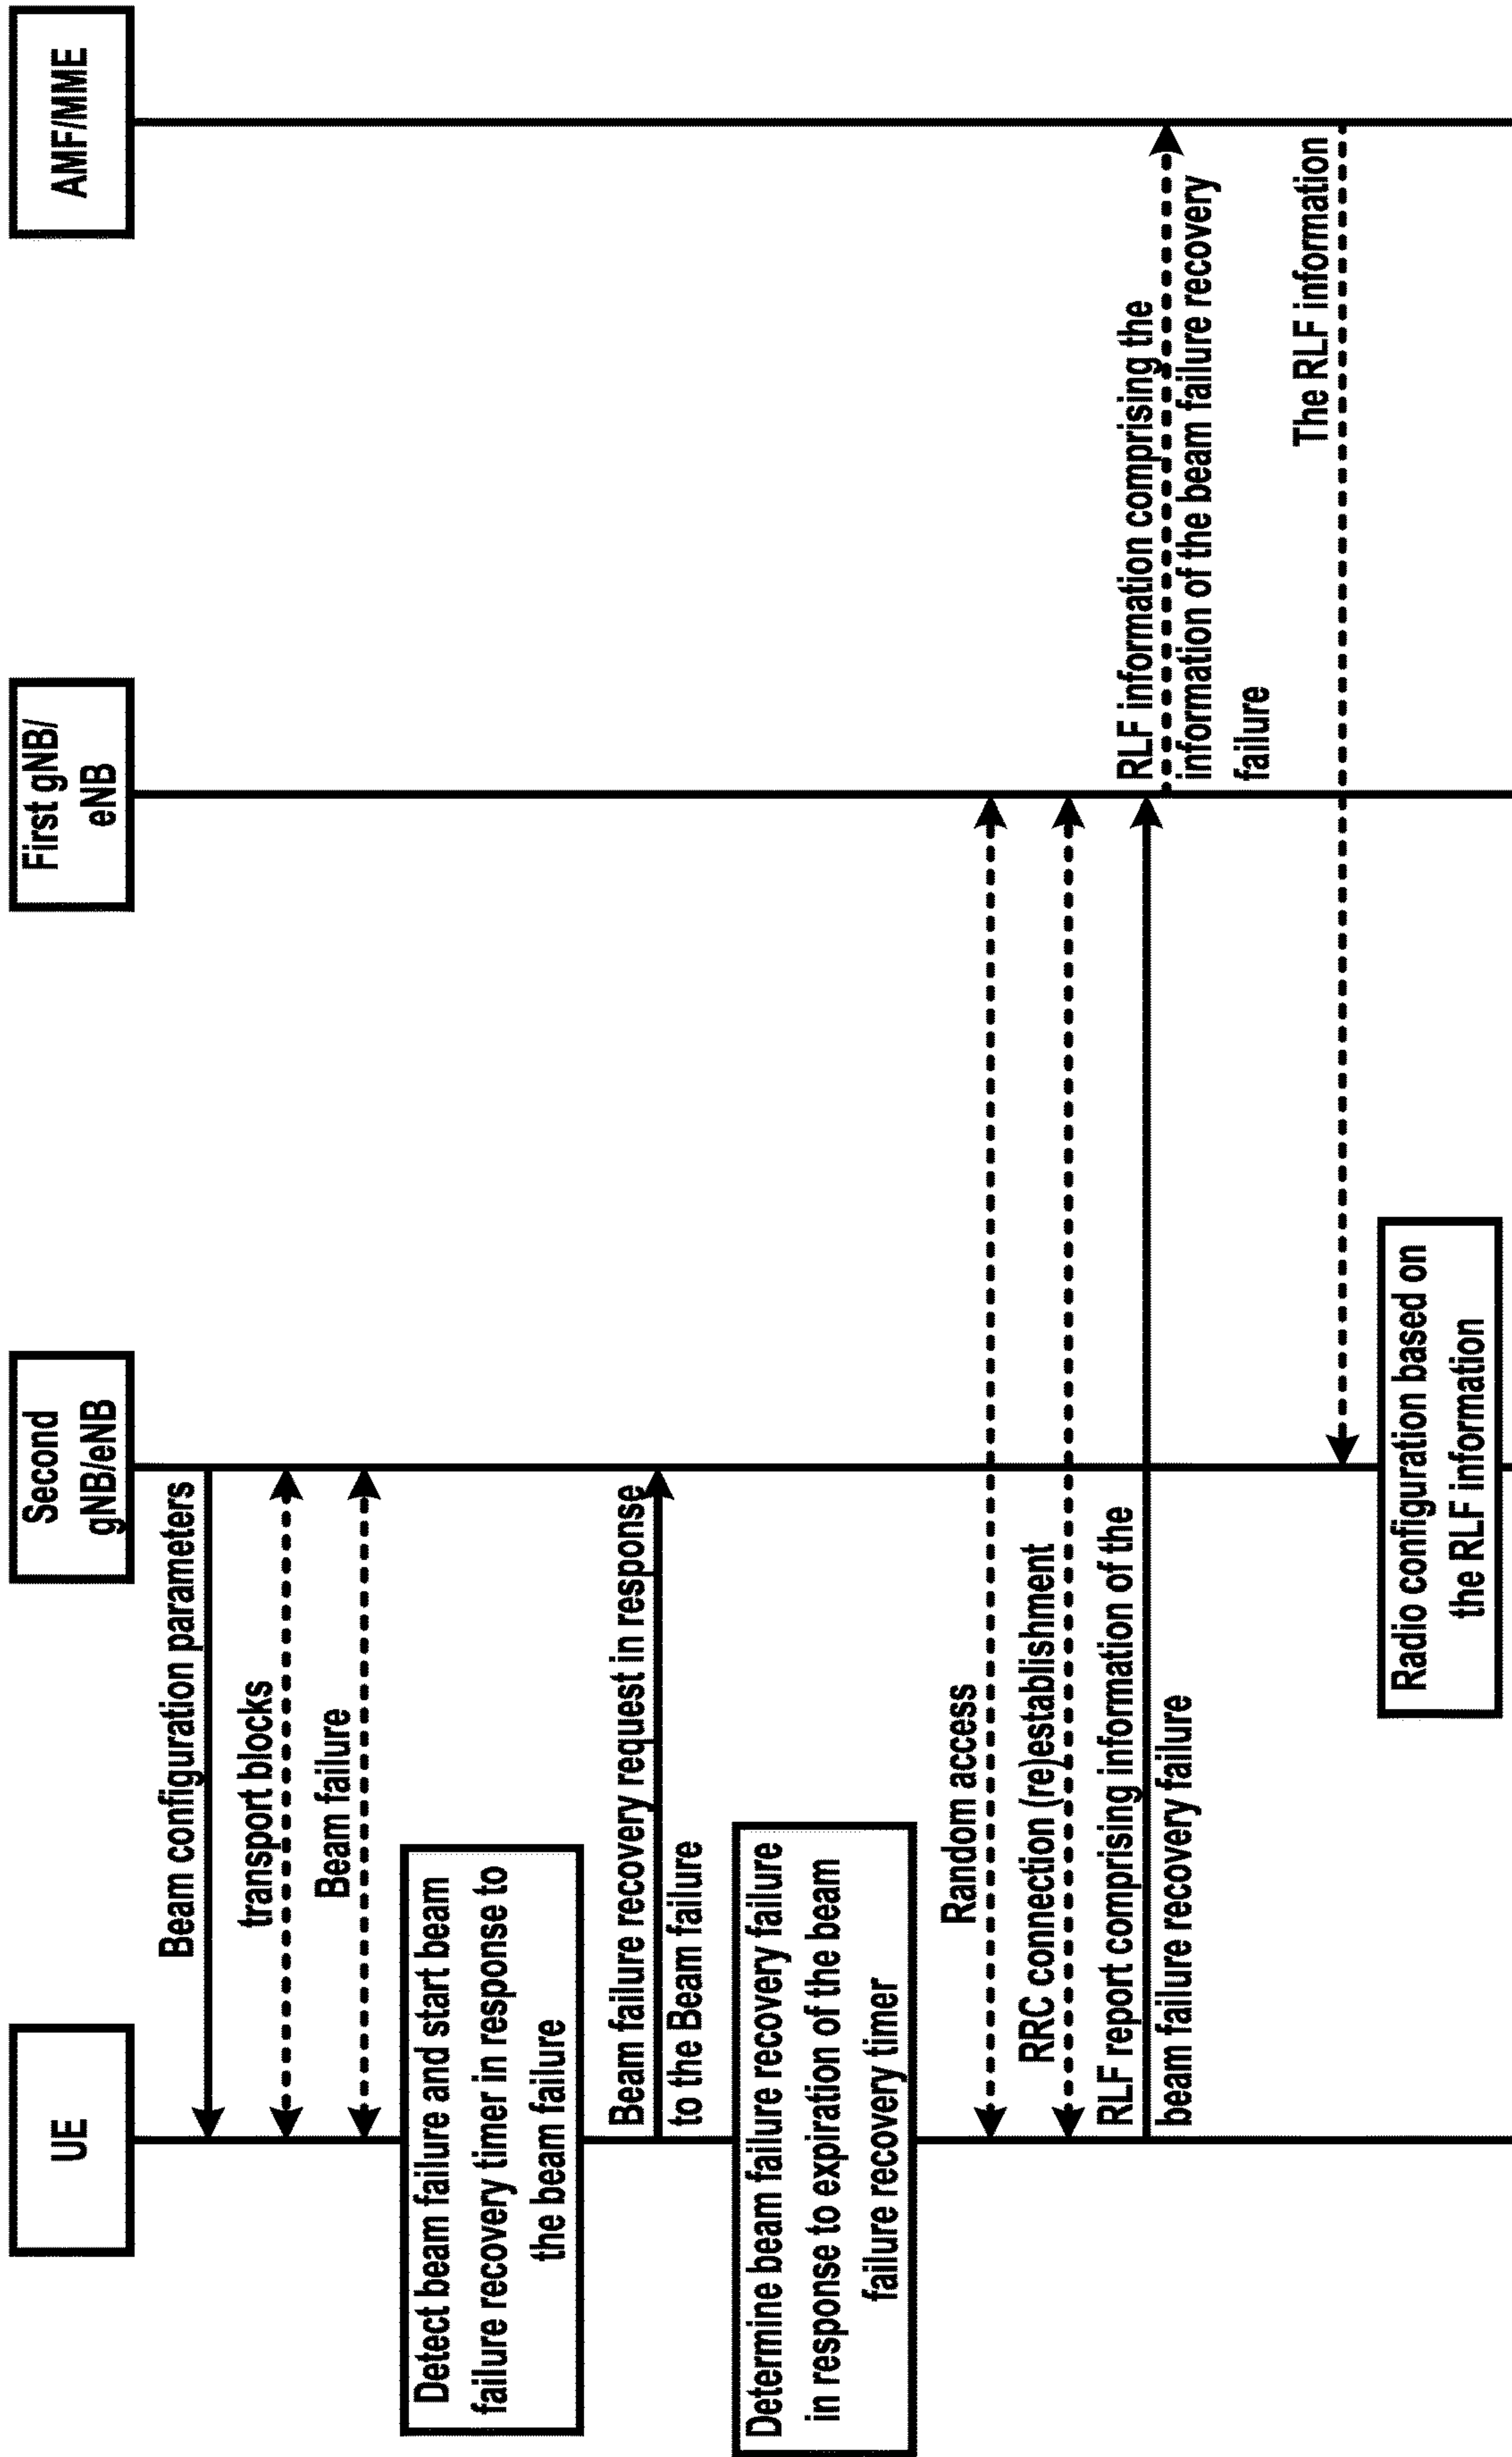 UE
Second
gNB/eNB
First gNB/
eNB
AMF/MME
Beam configuration parameters
transport blocks
Beam failure
Detect beam failure and start beam
failure recovery timer in response to
the beam failure
Beam failure recovery request in response
to the Beam failure
Determine beam failure recovery failure
in response to expiration of the beam
failure recovery timer
Random access
RRC connection (re)establishment
RLF report comprising information of the
beam failure recovery failure
RLF information comprising the
information of the beam failure recovery
failure
The RLF information
Radio configuration based on
the RLF information